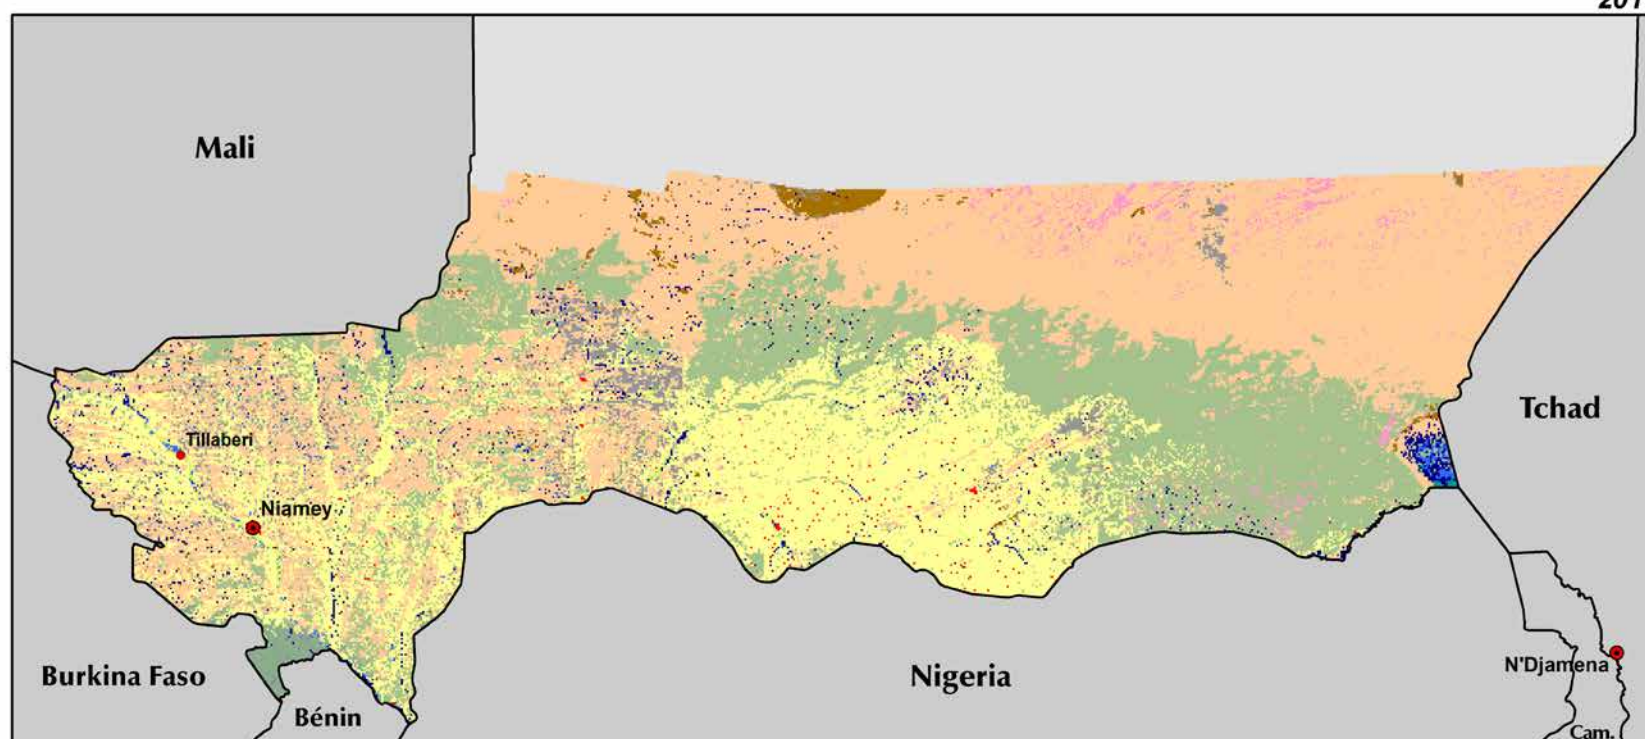 Mali
Tchad
Tillaberi
Niamey
N'Djamena
Burkina Faso
Nigeria
Bénin
Cam.